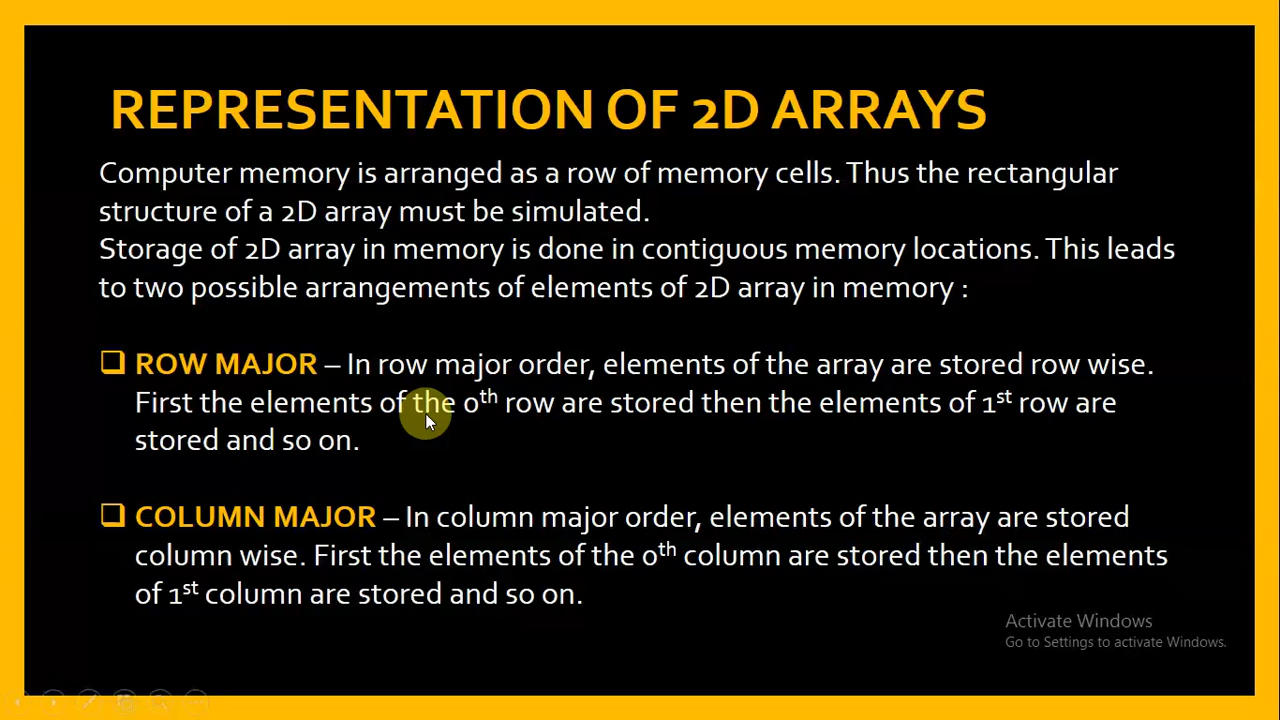 REPRESENTATION OF 2D ARRAYS
Computer memory is arranged as a row of memory cells. Thus the rectangular
structure of a 2D array must be simulated.
Storage of 2D array in memory is done in contiguous memory locations. This leads
to two possible arrangements of elements of 2D array in memory :
ROW MAJOR – In row major order, elements of the array are stored row wise.
First the elements of the 0th row are stored then the elements of 1st row are
stored and so on.
COLUMN MAJOR – In column major order, elements of the array are stored
column wise. First the elements of the 0th column are stored then the elements
of 1st column are stored and so on.
Activate Windows
Go to Settings to activate Windows.